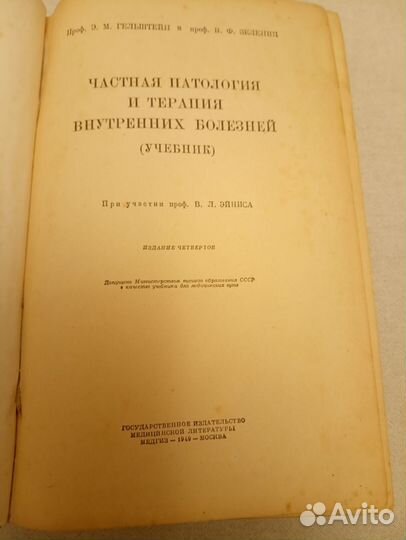 Проф. Э. М. ГЕЛЬШТЕЙН и проф. В. Ф. ЗЕЛЕНИН
ЧАСТНАЯ ПАТОЛОГИЯ
И ТЕРАПИЯ
ВНУТРЕННИХ БОЛЕЗНЕЙ
(УЧЕБНИК)
При участии проф. В. Л. ЭЙНИСА
ИЗДАНИЕ ЧЕТВЕРТОЕ
Допущено Министерством высшего образования СССР
в качестве учебника для медицинских вузов
ГОСУДАРСТВЕННОЕ ИЗДАТЕЛЬСТВО
МЕДИЦИНСКОЙ ЛИТЕРАТУРЫ
МЕДГИЗ — 1949 — МОСКВА
Avito